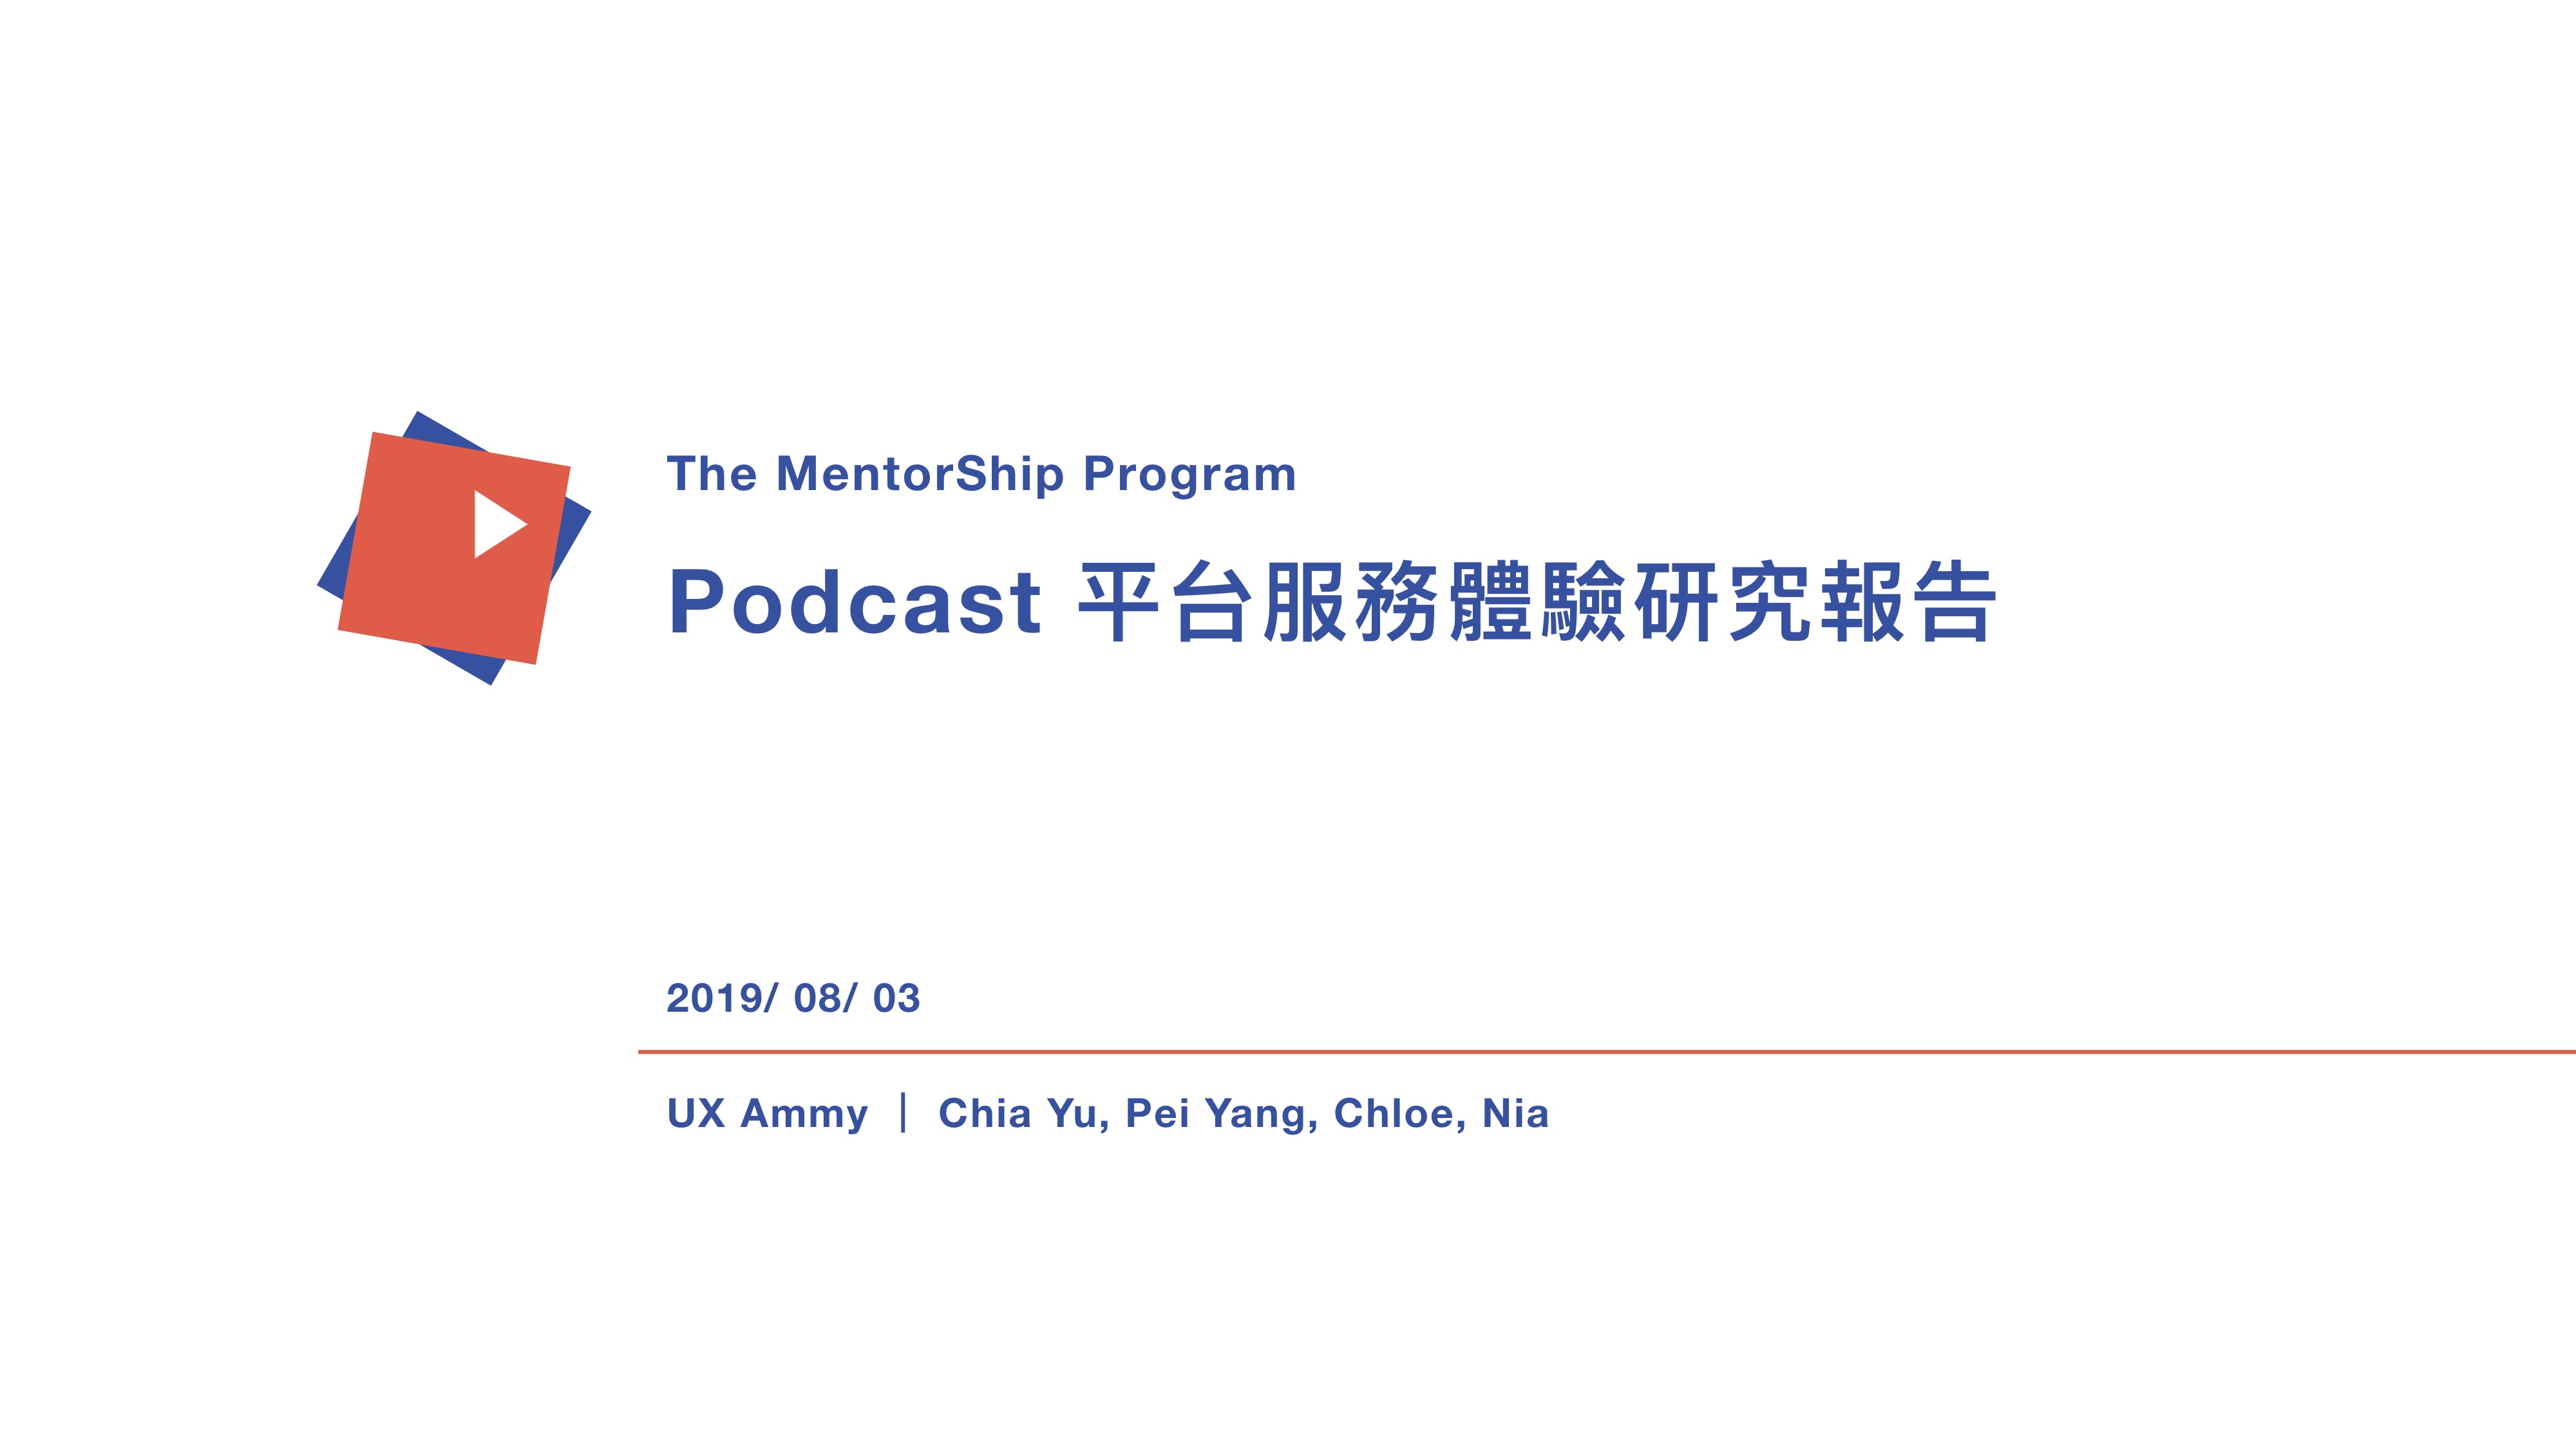 The MentorShip Program
Podcast 平台服務體驗研究報告
2019/ 08/ 03
UX Ammy | Chia Yu, Pei Yang, Chloe, Nia